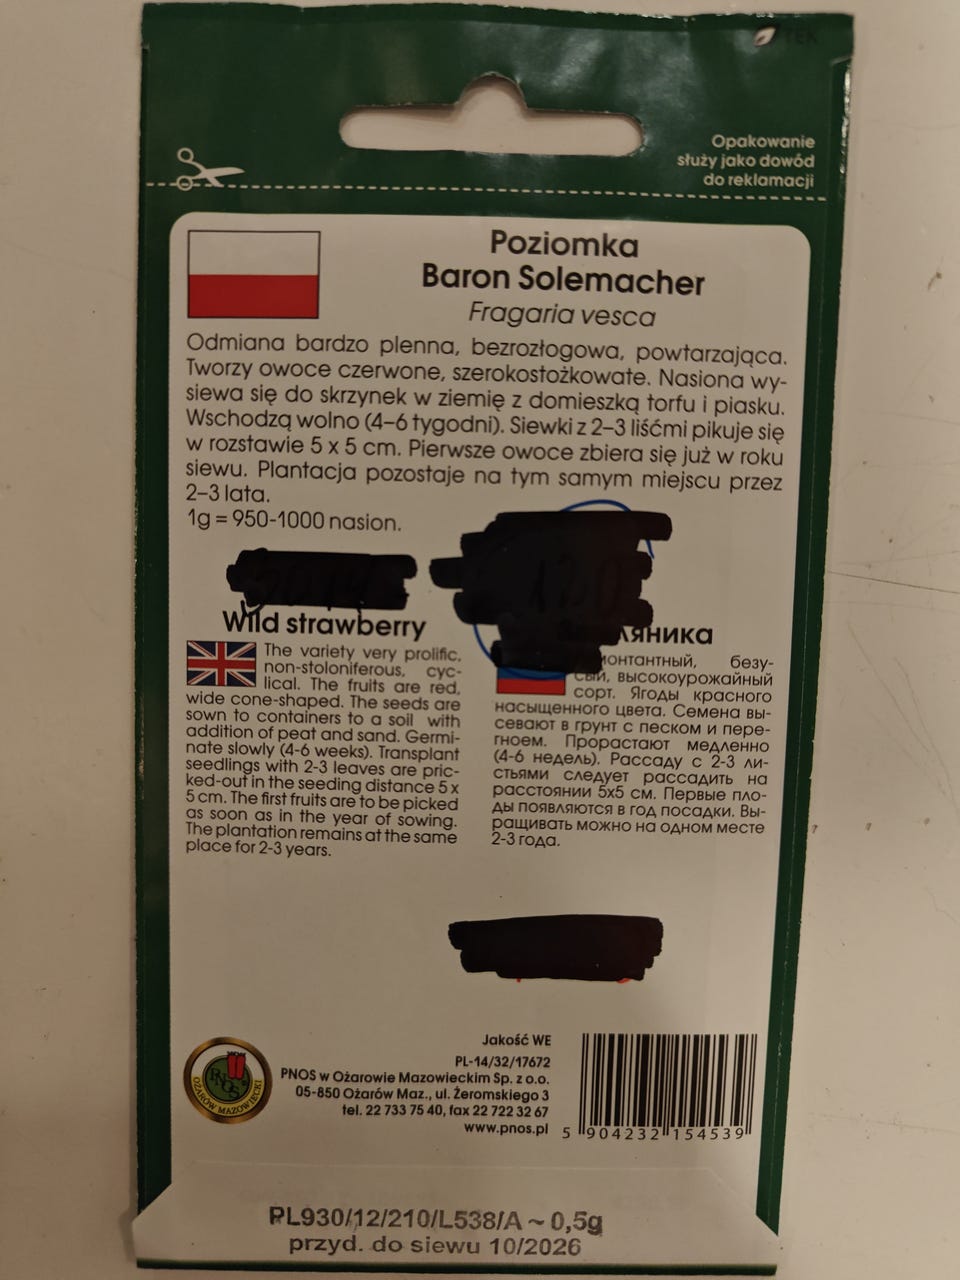 Opakowanie
służy jako dowód
do reklamacji
Poziomka
Baron Solemacher
Fragaria vesca
Odmiana bardzo plenna, bezrozłogowa, powtarzająca.
Tworzy owoce czerwone, szerokostożkowate. Nasiona wy-
siewa się do skrzynek w ziemię z domieszką torfu i piasku.
Wschodzą wolno (4–6 tygodni). Siewki z 2–3 liśćmi pikuje się
w rozstawie 5 x 5 cm. Pierwsze owoce zbiera się już w roku
siewu. Plantacja pozostaje na tym samym miejscu przez
2–3 lata.
1g = 950-1000 nasion.
Wild strawberry
The variety very prolific,
non-stoloniferous, cyc-
lical. The fruits are red,
wide cone-shaped. The seeds are
sown to containers to a soil with
addition of peat and sand. Germi-
nate slowly (4-6 weeks). Transplant
seedlings with 2-3 leaves are pric-
ked-out in the seeding distance 5 x
5 cm. The first fruits are to be picked
as soon as in the year of sowing.
The plantation remains at the same
place for 2-3 years.
безу-
высокоурожайный
сорт. Ягоды красного
насыщенного цвета. Семена вы-
севают в грунт с песком и пере-
гноем. Прорастают медленно
(4-6 недель). Рассаду с 2-3 ли-
стьями следует рассадить на
расстоянии 5x5 см. Первые пло-
ды появляются в год посадки. Вы-
ращивать можно на одном месте
2-3 года.
Jakość WE
PL-14/32/17672
PNOS w Ożarowie Mazowieckim Sp. z o.o.
05-850 Ożarów Maz., ul. Żeromskiego 3
tel. 22 733 75 40, fax 22 722 32 67
www.pnos.pl
PNOS
OŻARÓW MAZOWIECKI
5 904232 154539
PL930/12/210/L538/A ~ 0,5g
przyd. do siewu 10/2026